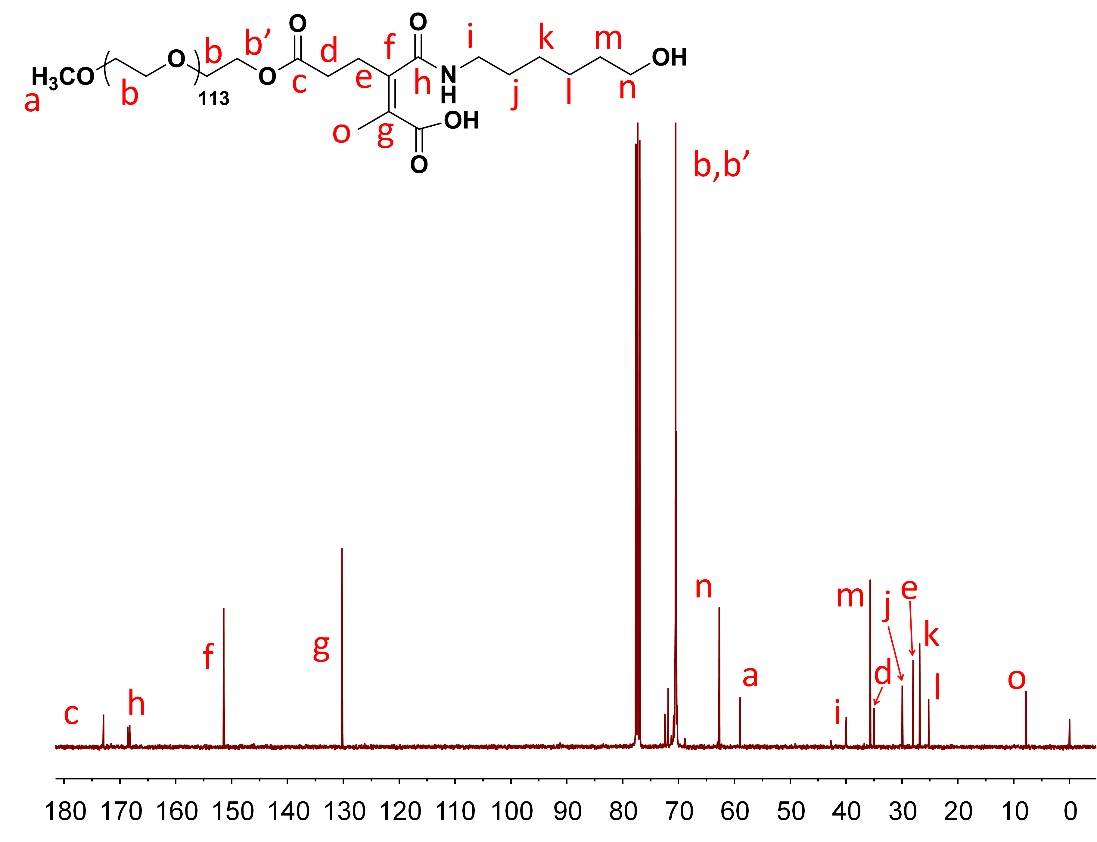 O
O
b b’ d f i k m OH
H₃CO ( O ) O c e h N H j l n
a b 113
o g OH
O
b,b’
n
m j e
f g a d k
c h i l o
180 170 160 150 140 130 120 110 100 90 80 70 60 50 40 30 20 10 0